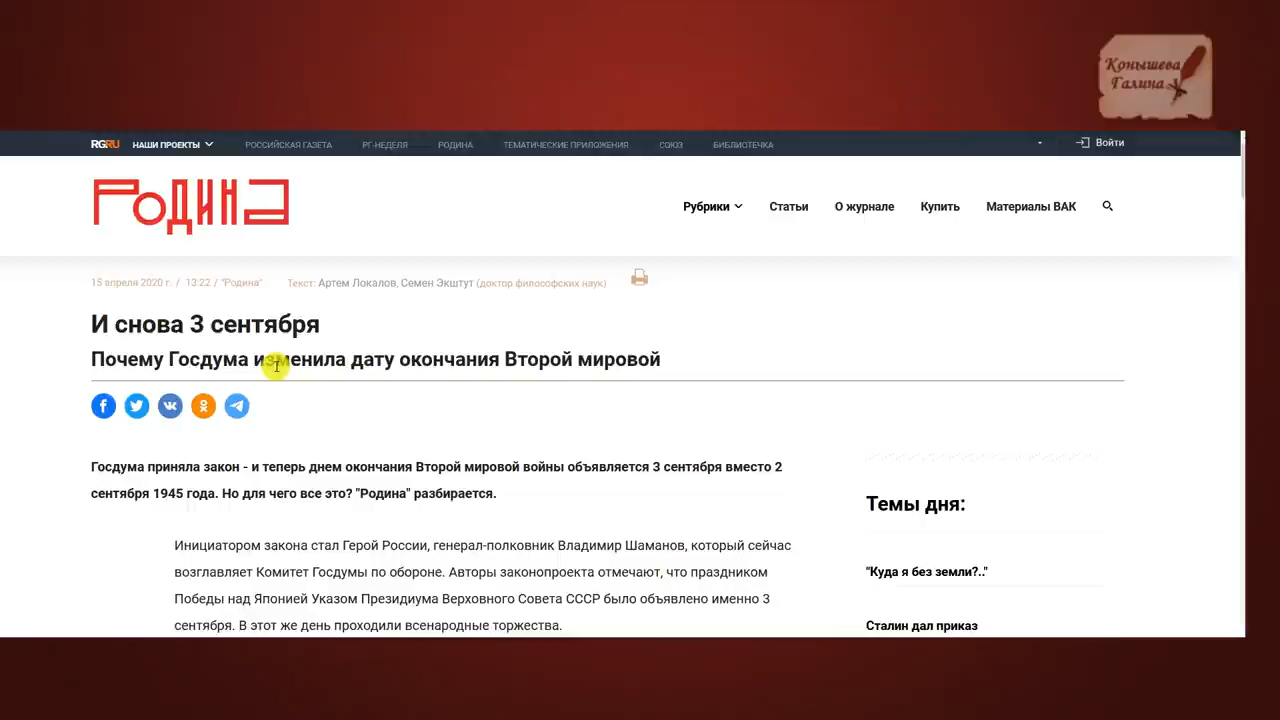 Конышева
Галина
RGRU НАШИ ПРОЕКТЫ РОССИЙСКАЯ ГАЗЕТА РГ-НЕДЕЛЯ РОДИНА ТЕМАТИЧЕСКИЕ ПРИЛОЖЕНИЯ СОЮЗ БИБЛИОТЕЧКА Войти
РОДИНА
Рубрики Статьи О журнале Купить Материалы ВАК
15 апреля 2020 г. / 13:22 / "Родина" Текст: Артем Локалов, Семен Экштут (доктор философских наук)
И снова 3 сентября
Почему Госдума изменила дату окончания Второй мировой
Госдума приняла закон - и теперь днем окончания Второй мировой войны объявляется 3 сентября вместо 2
сентября 1945 года. Но для чего все это? "Родина" разбирается.
Инициатором закона стал Герой России, генерал-полковник Владимир Шаманов, который сейчас
возглавляет Комитет Госдумы по обороне. Авторы законопроекта отмечают, что праздником
Победы над Японией Указом Президиума Верховного Совета СССР было объявлено именно 3
сентября. В этот же день проходили всенародные торжества.
Темы дня:
"Куда я без земли?.."
Сталин дал приказ